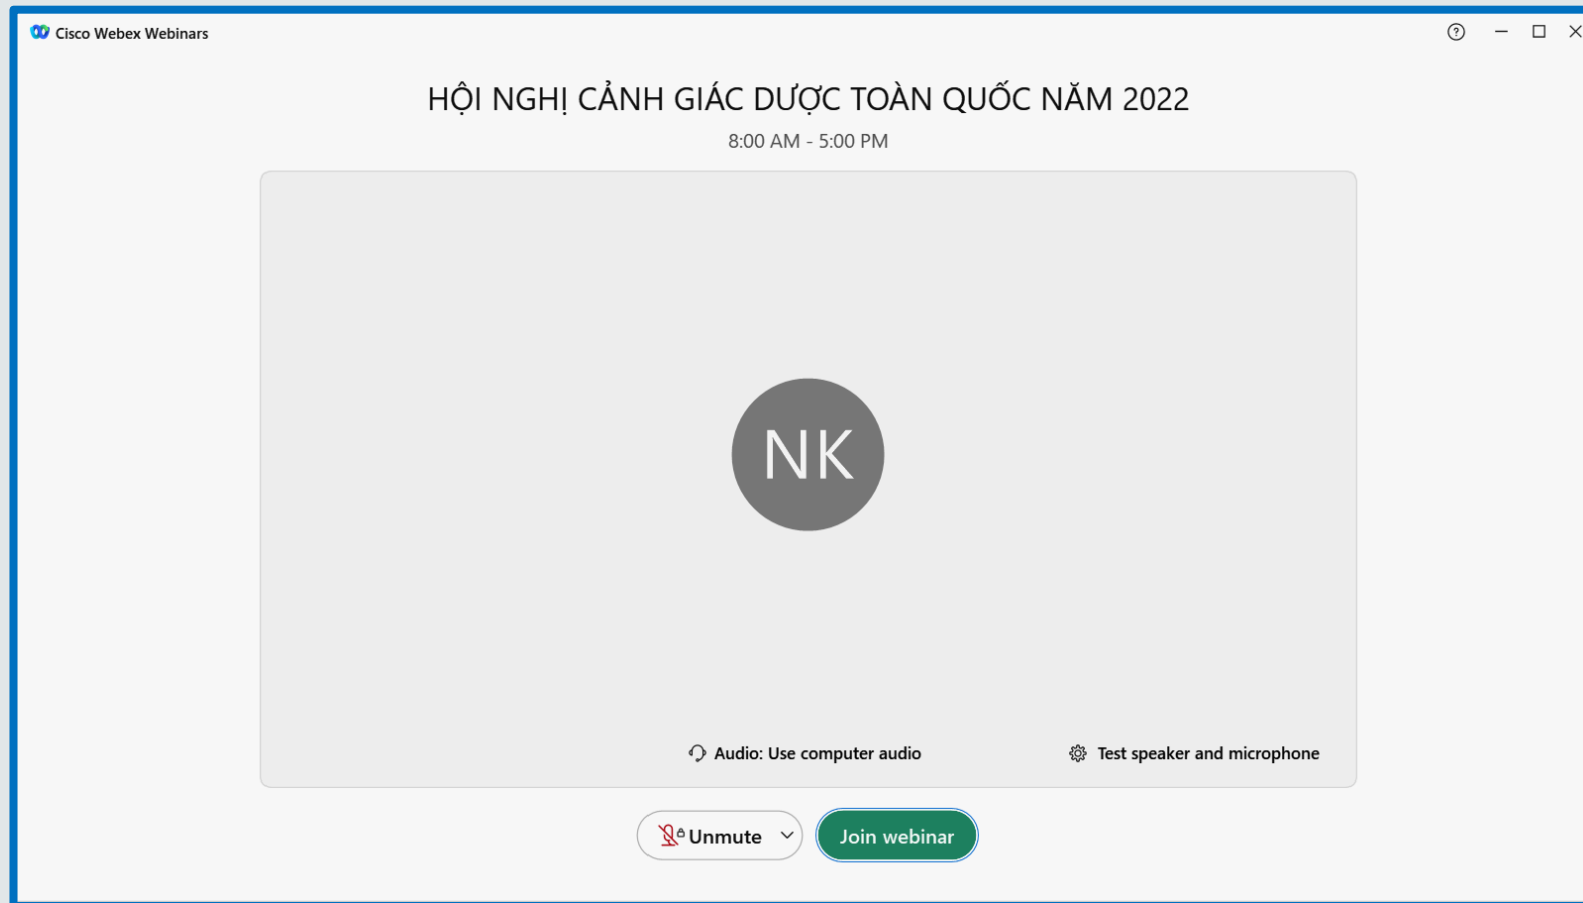 Cisco Webex Webinars
HỘI NGHỊ CẢNH GIÁC DƯỢC TOÀN QUỐC NĂM 2022
8:00 AM - 5:00 PM
NK
Audio: Use computer audio
Test speaker and microphone
Unmute
Join webinar